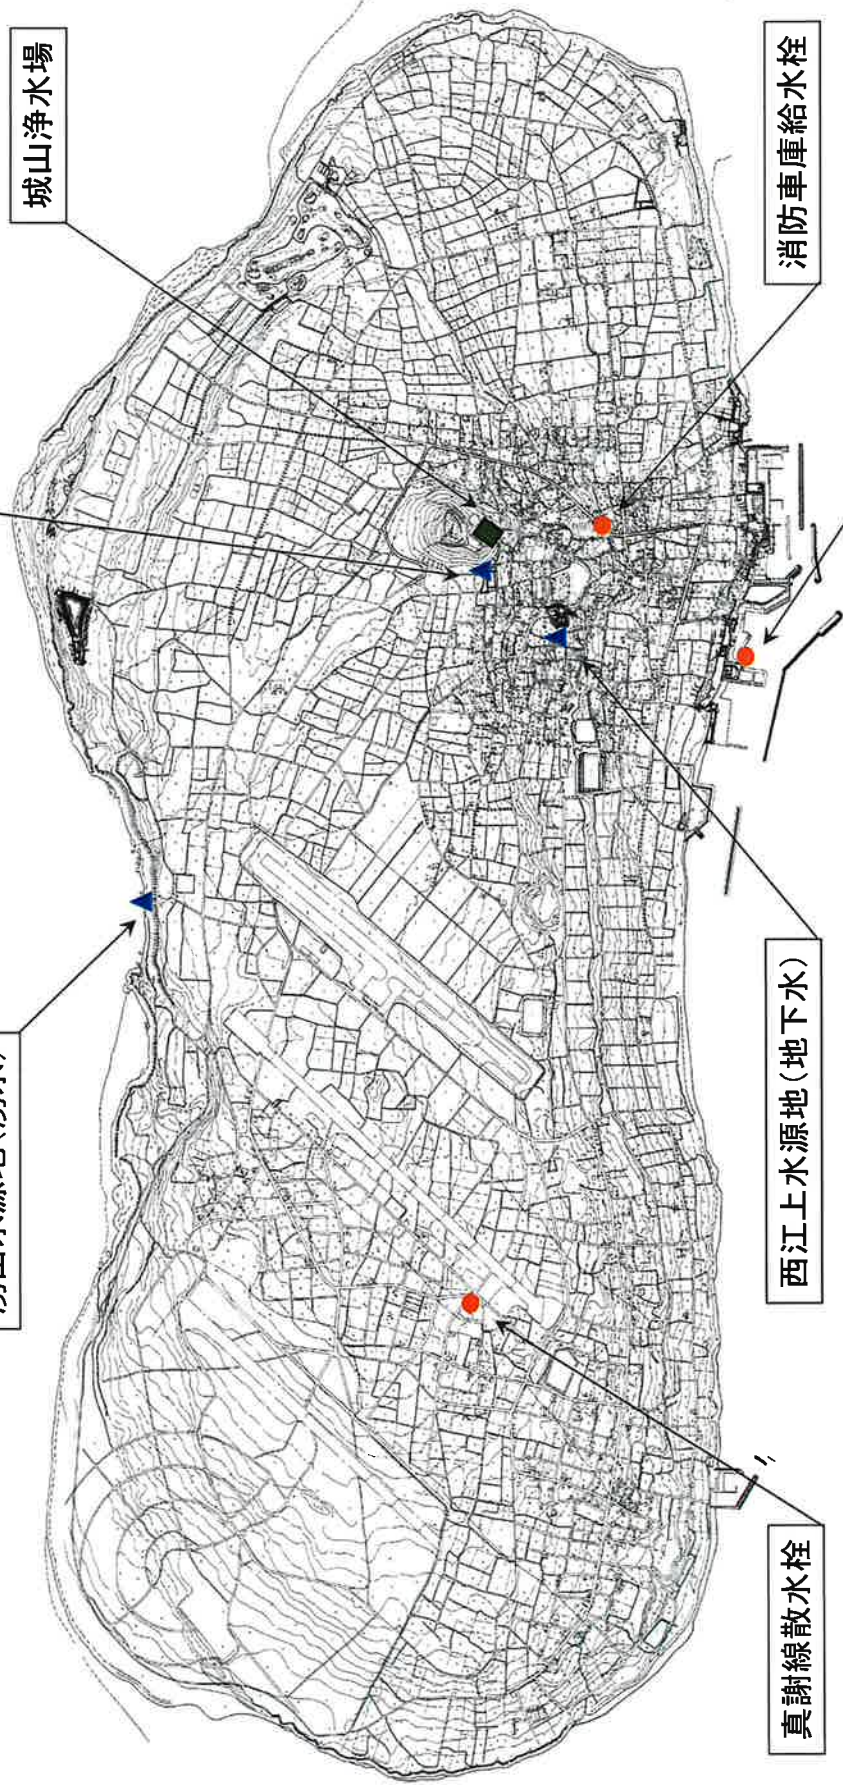 城山浄水場
消防車庫給水栓
西江上水源地(地下水)
真謝線散水栓